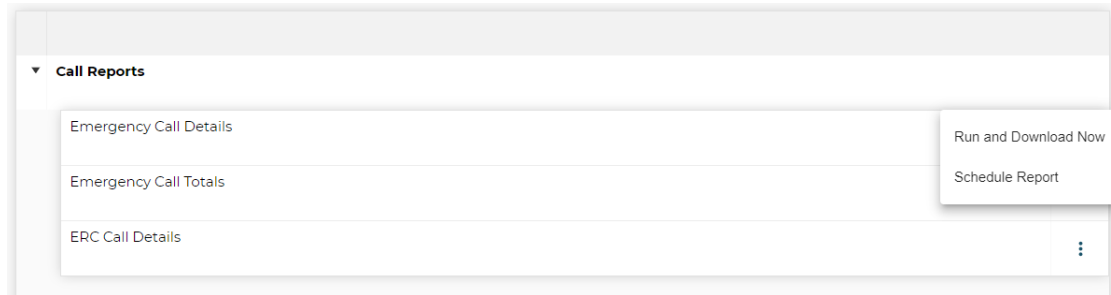 Call Reports
Emergency Call Details
Run and Download Now
Emergency Call Totals
Schedule Report
ERC Call Details